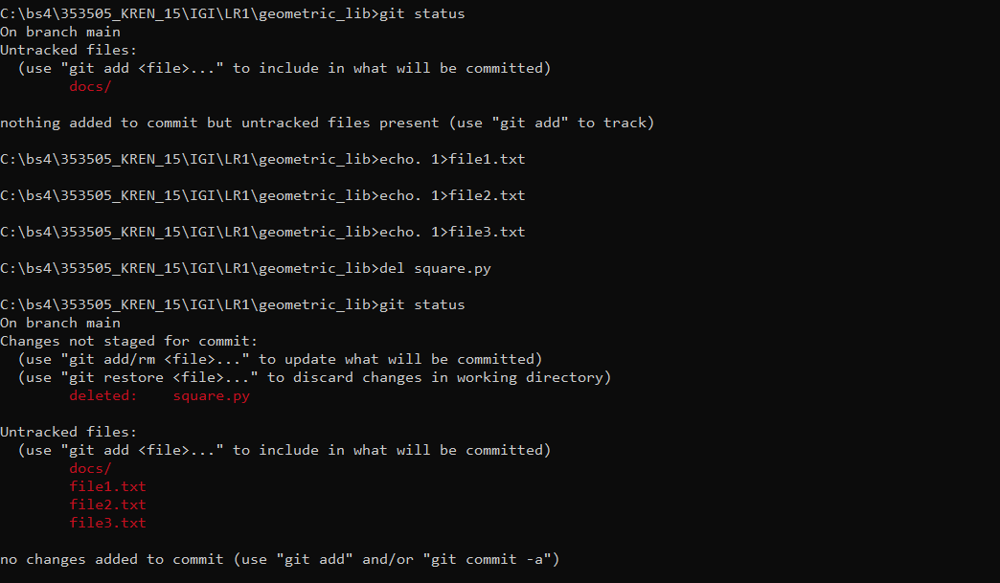 C:\bs4\353505_KREN_15\IGI\LR1\geometric_lib>git status
On branch main
Untracked files:
  (use "git add <file>..." to include in what will be committed)
        docs/

nothing added to commit but untracked files present (use "git add" to track)

C:\bs4\353505_KREN_15\IGI\LR1\geometric_lib>echo. 1>file1.txt

C:\bs4\353505_KREN_15\IGI\LR1\geometric_lib>echo. 1>file2.txt

C:\bs4\353505_KREN_15\IGI\LR1\geometric_lib>echo. 1>file3.txt

C:\bs4\353505_KREN_15\IGI\LR1\geometric_lib>del square.py

C:\bs4\353505_KREN_15\IGI\LR1\geometric_lib>git status
On branch main
Changes not staged for commit:
  (use "git add/rm <file>..." to update what will be committed)
  (use "git restore <file>..." to discard changes in working directory)
        deleted:    square.py

Untracked files:
  (use "git add <file>..." to include in what will be committed)
        docs/
        file1.txt
        file2.txt
        file3.txt

no changes added to commit (use "git add" and/or "git commit -a")